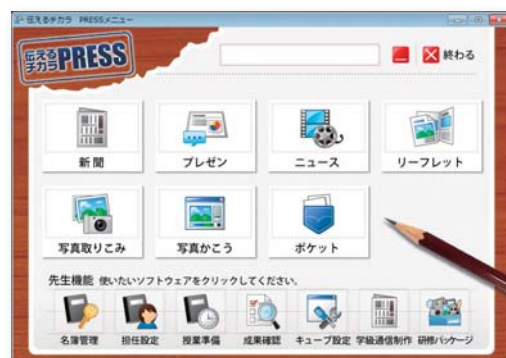 伝えるチカラ PRESSメニュー
伝える
チカラ PRESS
終わる
新聞
プレゼン
ニュース
リーフレット
写真取りこみ
写真かこう
ポケット
先生機能 使いたいソフトウェアをクリックしてください。
名簿管理
担任設定
授業準備
成果確認
キューブ設定
学級通信制作
研修パッケージ